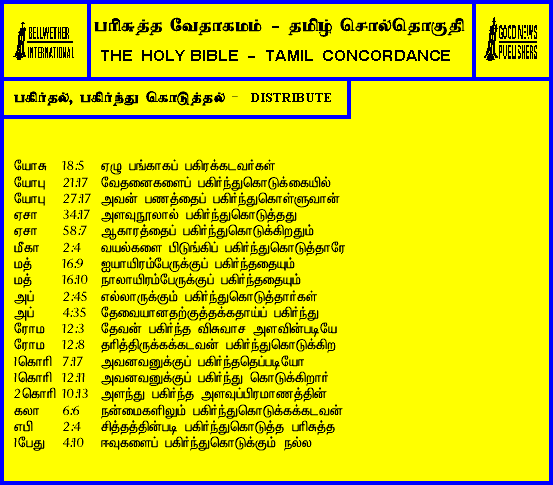 BELLWETHER
INTERNATIONAL
பரிசுத்த வேதாகமம் - தமிழ் சொல்தொகுதி
THE HOLY BIBLE - TAMIL CONCORDANCE
GOOD NEWS
PUBLISHERS
பகிர்தல், பகிர்ந்து கொடுத்தல் - DISTRIBUTE
யோசு 18:5 ஏழு பங்காகப் பகிரக்கடவர்கள்
யோபு 21:17 வேதனைகளைப் பகிர்ந்துகொடுக்கையில்
யோபு 27:17 அவன் பணத்தைப் பகிர்ந்துகொள்ளுவான்
ஏசா 34:17 அளவுநூலால் பகிர்ந்துகொடுத்தது
ஏசா 58:7 ஆகாரத்தைப் பகிர்ந்துகொடுக்கிறதும்
மீகா 2:4 வயல்களை பிடுங்கிப் பகிர்ந்துகொடுத்தாரே
மத் 16:9 ஐயாயிரம்பேருக்குப் பகிர்ந்ததையும்
மத் 16:10 நாலாயிரம்பேருக்குப் பகிர்ந்ததையும்
அப் 2:45 எல்லாருக்கும் பகிர்ந்துகொடுத்தார்கள்
அப் 4:35 தேவையானதற்குத்தக்கதாய்ப் பகிர்ந்து
ரோம 12:3 தேவன் பகிர்ந்த விசுவாச அளவின்படியே
ரோம 12:8 தரித்திருக்கக்கடவன் பகிர்ந்துகொடுக்கிற
1கொரி 7:17 அவனவனுக்குப் பகிர்ந்ததெப்படியோ
1கொரி 12:11 அவனவனுக்குப் பகிர்ந்து கொடுக்கிறார்
2கொரி 10:13 அளந்து பகிர்ந்த அளவுப்பிரமாணத்தின்
கலா 6:6 நன்மைகளிலும் பகிர்ந்துகொடுக்கக்கடவன்
எபி 2:4 சித்தத்தின்படி பகிர்ந்துகொடுத்த பரிசுத்த
1பேது 4:10 ஈவுகளைப் பகிர்ந்துகொடுக்கும் நல்ல